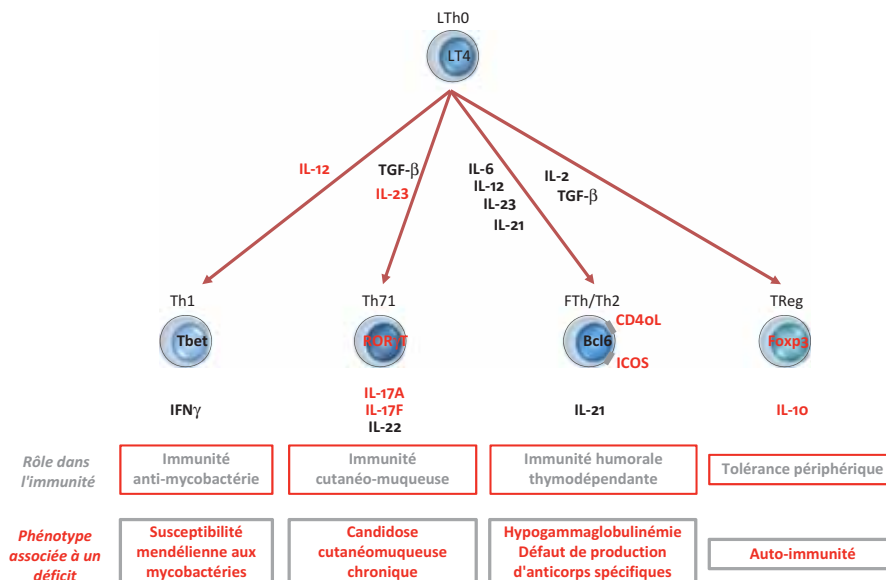 LTh0
LT4
IL-12
TGF-β
IL-23
IL-6
IL-12
IL-23
IL-21
IL-2
TGF-β
Th1
Th71
FTh/Th2
TReg
Tbet
RORγT
Bcl6
CD40L
ICOS
Foxp3
IFNγ
IL-17A
IL-17F
IL-22
IL-21
IL-10
Rôle dans
l'immunité
Immunité
anti-mycobactérie
Immunité
cutanéo-muqueuse
Immunité humorale
thymodépendante
Tolérance périphérique
Phénotype
associée à un
déficit
Susceptibilité
mendélienne aux
mycobactéries
Candidose
cutanéomuqueuse
chronique
Hypogammaglobulinémie
Défaut de production
d'anticorps spécifiques
Auto-immunité